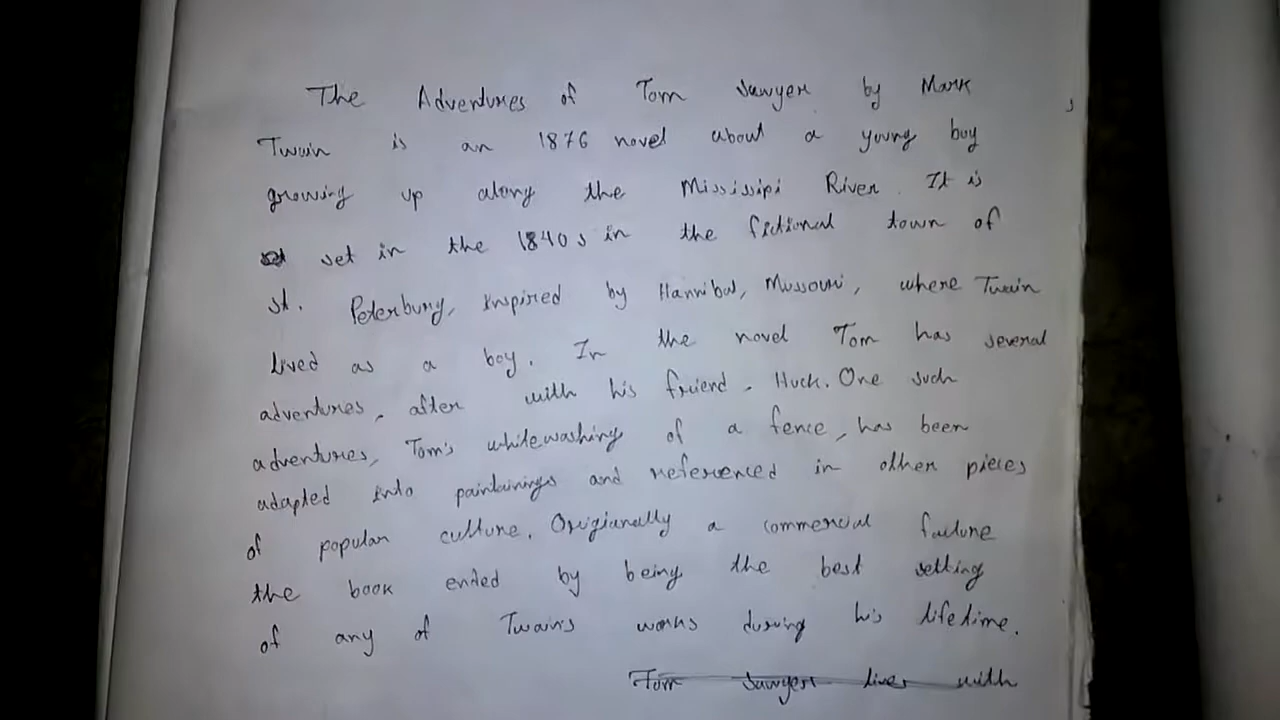 The Adventures of Tom Sawyer by Mark
Twain is an 1876 novel about a young boy
growing up along the Mississipi River. It is
set in the 1840s in the fictional town of
St. Peterburg, inspired by Hannibal, Missouri, where Twain
lived as a boy. In the novel Tom has several
adventures, often with his friend, Huck. One such
adventures, Tom's whitewashing of a fence, has been
adapted into paintainings and referenced in other pieces
of popular culture. Origianally a commercial failure
the book ended by being the best selling
of any of Twain's works during his lifetime.
Tom Sawyer lives with